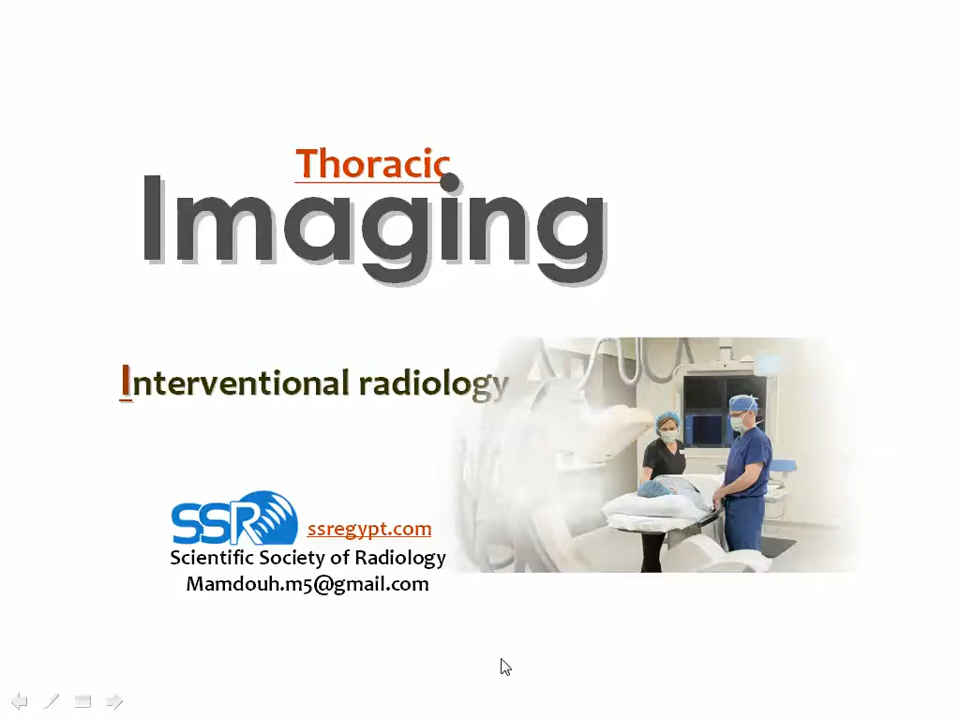 Thoracic
Imaging
Interventional radiology
SSR ssregypt.com
Scientific Society of Radiology
Mamdouh.m5@gmail.com